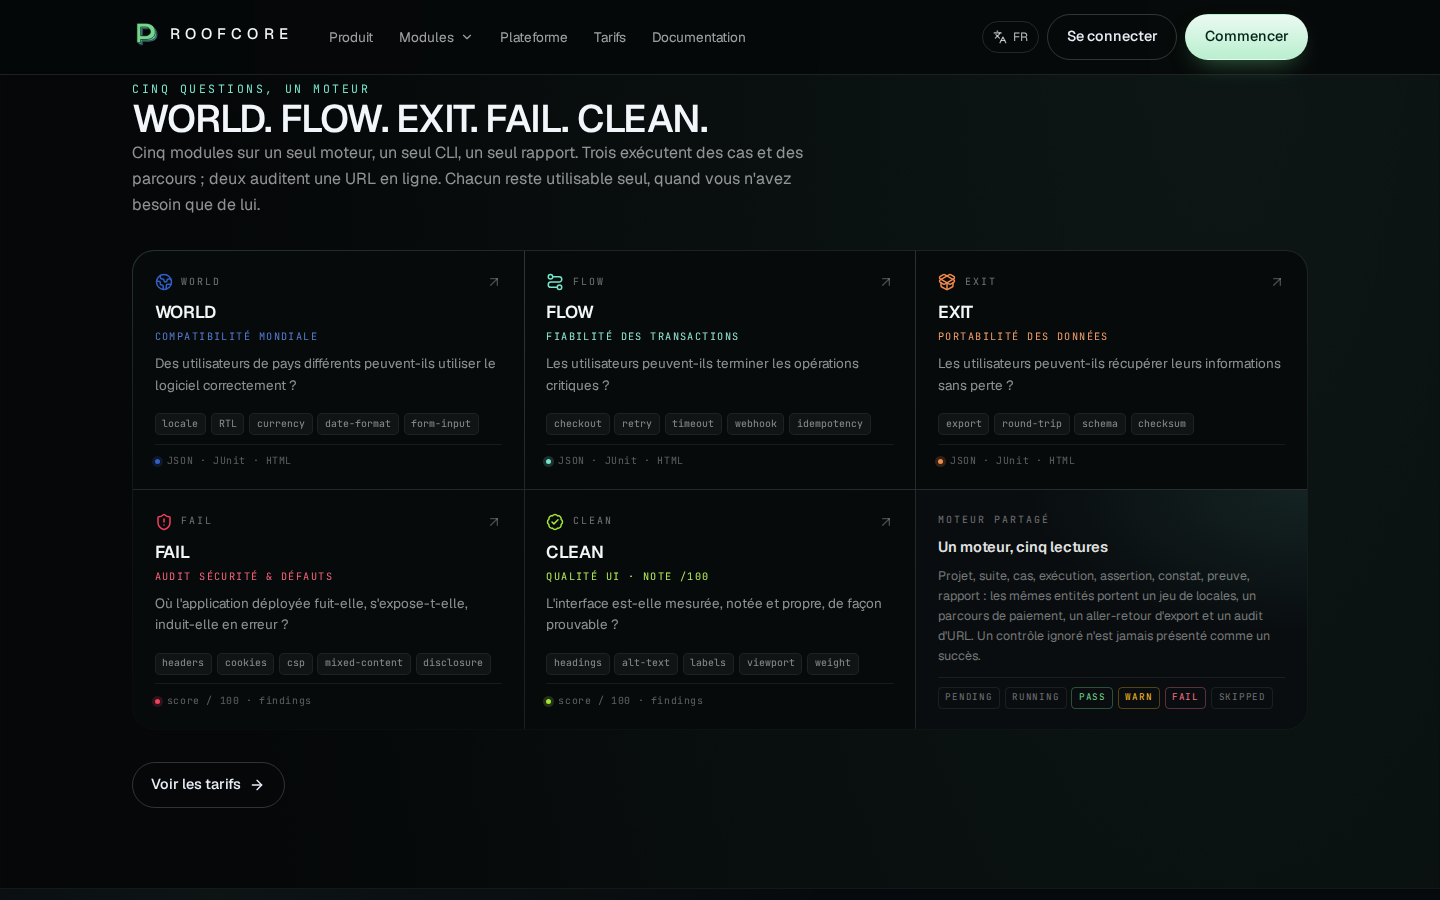 ROOFCORE
Produit
Modules
Plateforme
Tarifs
Documentation
FR
Se connecter
Commencer
CINQ QUESTIONS, UN MOTEUR
WORLD. FLOW. EXIT. FAIL. CLEAN.
Cinq modules sur un seul moteur, un seul CLI, un seul rapport. Trois exécutent des cas et des
parcours ; deux auditent une URL en ligne. Chacun reste utilisable seul, quand vous n'avez
besoin que de lui.
WORLD
WORLD
COMPATIBILITÉ MONDIALE
Des utilisateurs de pays différents peuvent-ils utiliser le
logiciel correctement ?
locale RTL currency date-format form-input
JSON · JUnit · HTML
FLOW
FLOW
FIABILITÉ DES TRANSACTIONS
Les utilisateurs peuvent-ils terminer les opérations
critiques ?
checkout retry timeout webhook idempotency
JSON · JUnit · HTML
EXIT
EXIT
PORTABILITÉ DES DONNÉES
Les utilisateurs peuvent-ils récupérer leurs informations
sans perte ?
export round-trip schema checksum
JSON · JUnit · HTML
FAIL
FAIL
AUDIT SÉCURITÉ & DÉFAUTS
Où l'application déployée fuit-elle, s'expose-t-elle,
induit-elle en erreur ?
headers cookies csp mixed-content disclosure
score / 100 · findings
CLEAN
CLEAN
QUALITÉ UI · NOTE /100
L'interface est-elle mesurée, notée et propre, de façon
prouvable ?
headings alt-text labels viewport weight
score / 100 · findings
MOTEUR PARTAGÉ
Un moteur, cinq lectures
Projet, suite, cas, exécution, assertion, constat, preuve,
rapport : les mêmes entités portent un jeu de locales, un
parcours de paiement, un aller-retour d'export et un audit
d'URL. Un contrôle ignoré n'est jamais présenté comme un
succès.
PENDING RUNNING PASS WARN FAIL SKIPPED
Voir les tarifs